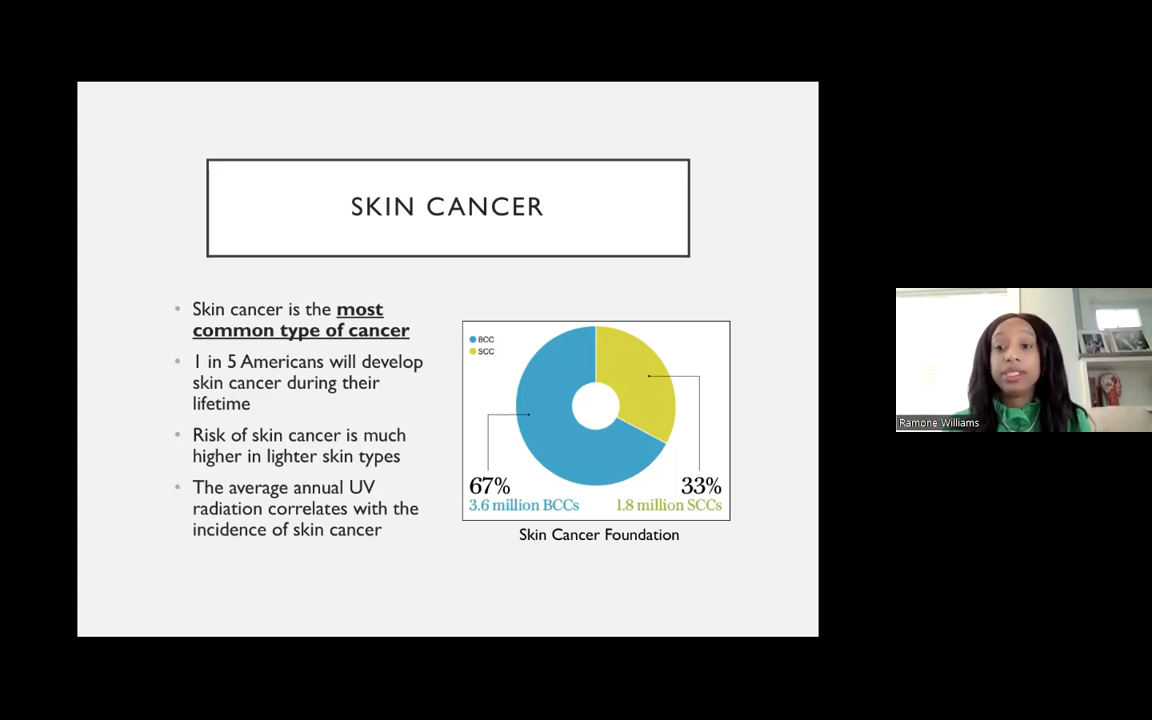 SKIN CANCER
• Skin cancer is the most
common type of cancer
• 1 in 5 Americans will develop
skin cancer during their
lifetime
• Risk of skin cancer is much
higher in lighter skin types
• The average annual UV
radiation correlates with the
incidence of skin cancer
BCC
SCC
67%
3.6 million BCCs
33%
1.8 million SCCs
Skin Cancer Foundation
Ramone Williams